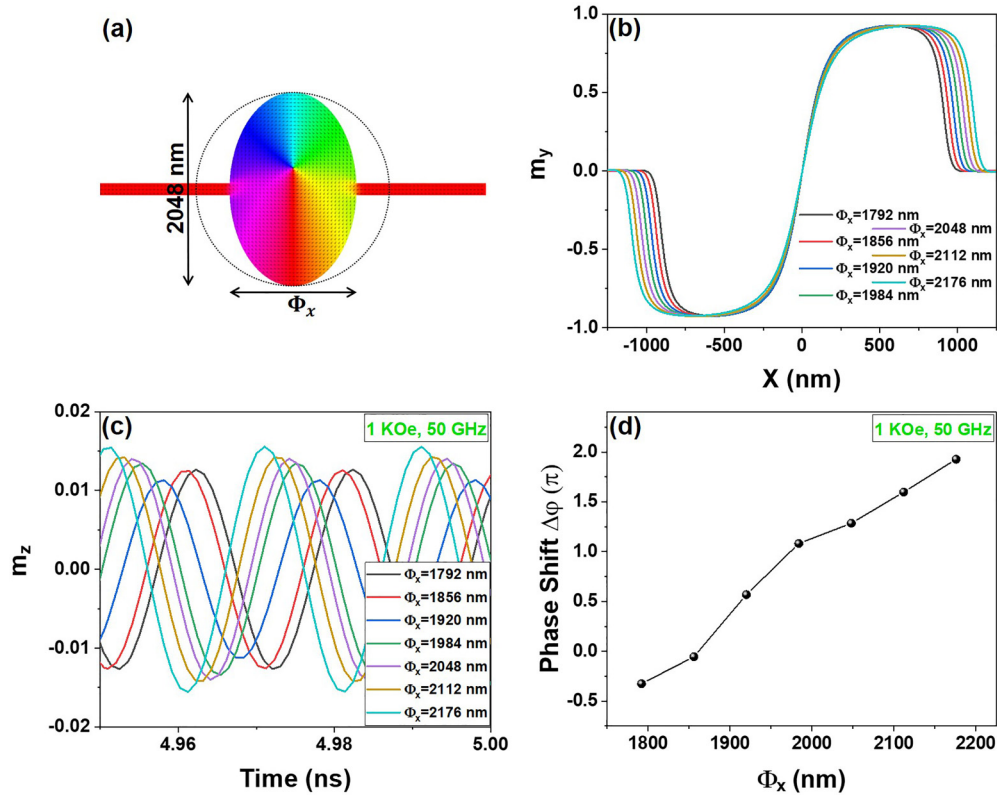 (a)
2048 nm
Φx
(b)
my
1.0
0.5
0.0
-0.5
-1.0
Φx=1792 nm
Φx=2048 nm
Φx=1856 nm
Φx=2112 nm
Φx=1920 nm
Φx=2176 nm
Φx=1984 nm
-1000 -500 0 500 1000
X (nm)
(c)
1 KOe, 50 GHz
mz
0.02
0.01
0.00
-0.01
-0.02
Φx=1792 nm
Φx=1856 nm
Φx=1920 nm
Φx=1984 nm
Φx=2048 nm
Φx=2112 nm
Φx=2176 nm
4.96 4.98 5.00
Time (ns)
(d)
1 KOe, 50 GHz
Phase Shift Δφ (π)
2.0
1.5
1.0
0.5
0.0
-0.5
1800 1900 2000 2100 2200
Φx (nm)